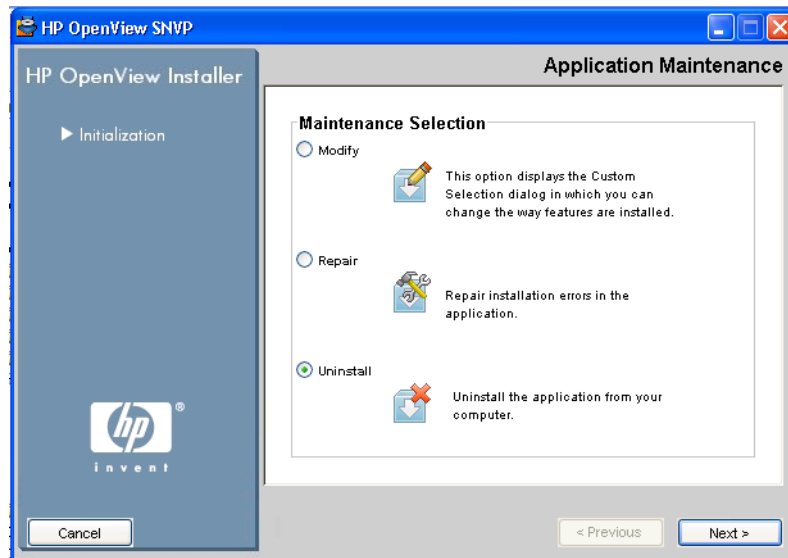 HP OpenView SNVP
HP OpenView Installer
Initialization
Application Maintenance
Maintenance Selection
Modify
This option displays the Custom
Selection dialog in which you can
change the way features are installed.
Repair
Repair installation errors in the
application.
Uninstall
Uninstall the application from your
computer.
hp
®
invent
Cancel
< Previous
Next >